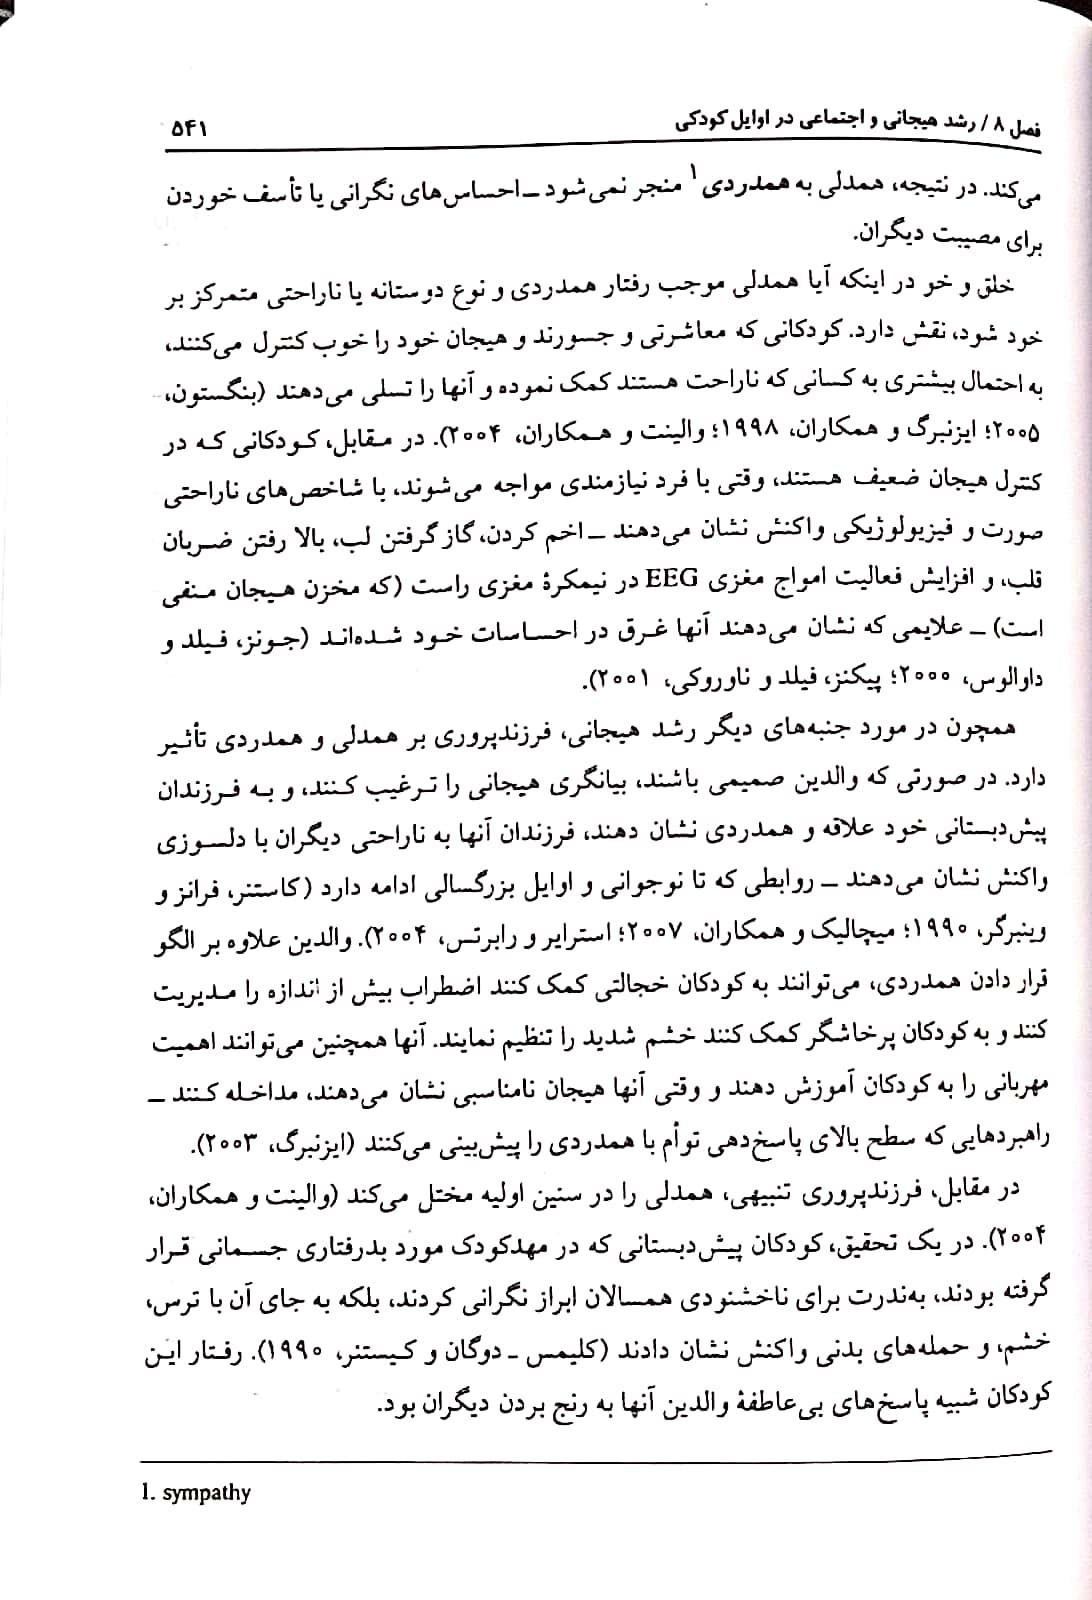 فصل ۸ / رشد هیجانی و اجتماعی در اوایل کودکی ۵۴۱
می‌کند. در نتیجه، همدلی به همدردی۱ منجر نمی‌شود ـ احساس‌های نگرانی یا تأسف خوردن
برای مصیبت دیگران.
خلق و خو در اینکه آیا همدلی موجب رفتار همدردی و نوع دوستانه یا ناراحتی متمرکز بر
خود شود، نقش دارد. کودکانی که معاشرتی و جسورند و هیجان خود را خوب کنترل می‌کنند،
به احتمال بیشتری به کسانی که ناراحت هستند کمک نموده و آنها را تسلی می‌دهند (بنگستون،
۲۰۰۵؛ ایزنبرگ و همکاران، ۱۹۹۸؛ والینت و همکاران، ۲۰۰۴). در مقابل، کودکانی که در
کنترل هیجان ضعیف هستند، وقتی با فرد نیازمندی مواجه می‌شوند، با شاخص‌های ناراحتی
صورت و فیزیولوژیکی واکنش نشان می‌دهند ـ اخم کردن، گاز گرفتن لب، بالا رفتن ضربان
قلب، و افزایش فعالیت امواج مغزی EEG در نیمکرهٔ مغزی راست (که مخزن هیجان منفی
است) ـ علایمی که نشان می‌دهند آنها غرق در احساسات خود شده‌اند (جونز، فیلد و
داوالوس، ۲۰۰۰؛ پیکنز، فیلد و ناوروکی، ۲۰۰۱).
همچون در مورد جنبه‌های دیگر رشد هیجانی، فرزندپروری بر همدلی و همدردی تأثیر
دارد. در صورتی که والدین صمیمی باشند، بیانگری هیجانی را ترغیب کنند، و به فرزندان
پیش‌دبستانی خود علاقه و همدردی نشان دهند، فرزندان آنها به ناراحتی دیگران با دلسوزی
واکنش نشان می‌دهند ـ روابطی که تا نوجوانی و اوایل بزرگسالی ادامه دارد (کاستنر، فرانز و
وینبرگر، ۱۹۹۰؛ میچالیک و همکاران، ۲۰۰۷؛ استرایر و رابرتس، ۲۰۰۴). والدین علاوه بر الگو
قرار دادن همدردی، می‌توانند به کودکان خجالتی کمک کنند اضطراب بیش از اندازه را مدیریت
کنند و به کودکان پرخاشگر کمک کنند خشم شدید را تنظیم نمایند. آنها همچنین می‌توانند اهمیت
مهربانی را به کودکان آموزش دهند و وقتی آنها هیجان نامناسبی نشان می‌دهند، مداخله کنند ـ
راهبردهایی که سطح بالای پاسخ‌دهی توأم با همدردی را پیش‌بینی می‌کنند (ایزنبرگ، ۲۰۰۳).
در مقابل، فرزندپروری تنبیهی، همدلی را در سنین اولیه مختل می‌کند (والینت و همکاران،
۲۰۰۴). در یک تحقیق، کودکان پیش‌دبستانی که در مهدکودک مورد بدرفتاری جسمانی قرار
گرفته بودند، به‌ندرت برای ناخشنودی همسالان ابراز نگرانی کردند، بلکه به جای آن با ترس،
خشم، و حمله‌های بدنی واکنش نشان دادند (کلیمس ـ دوگان و کیستنر، ۱۹۹۰). رفتار این
کودکان شبیه پاسخ‌های بی‌عاطفهٔ والدین آنها به رنج بردن دیگران بود.
1. sympathy